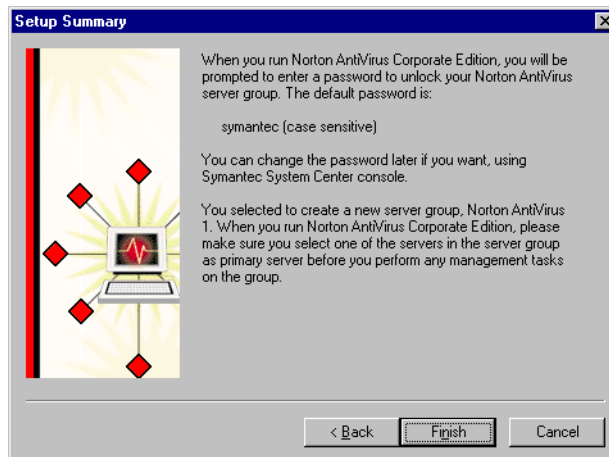 Setup Summary
When you run Norton AntiVirus Corporate Edition, you will be
prompted to enter a password to unlock your Norton AntiVirus
server group. The default password is:
symantec (case sensitive)
You can change the password later if you want, using
Symantec System Center console.
You selected to create a new server group, Norton AntiVirus
1. When you run Norton AntiVirus Corporate Edition, please
make sure you select one of the servers in the server group
as primary server before you perform any management tasks
on the group.
< Back
Finish
Cancel